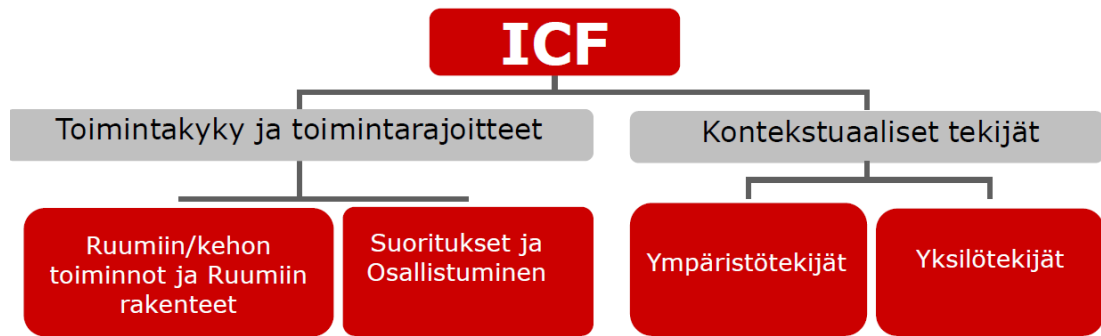 ICF
Toimintakyky ja toimintarajoitteet
Kontekstuaaliset tekijät
Ruumiin/kehon
toiminnot ja Ruumiin
rakenteet
Suoritukset ja
Osallistuminen
Ympäristötekijät
Yksilötekijät